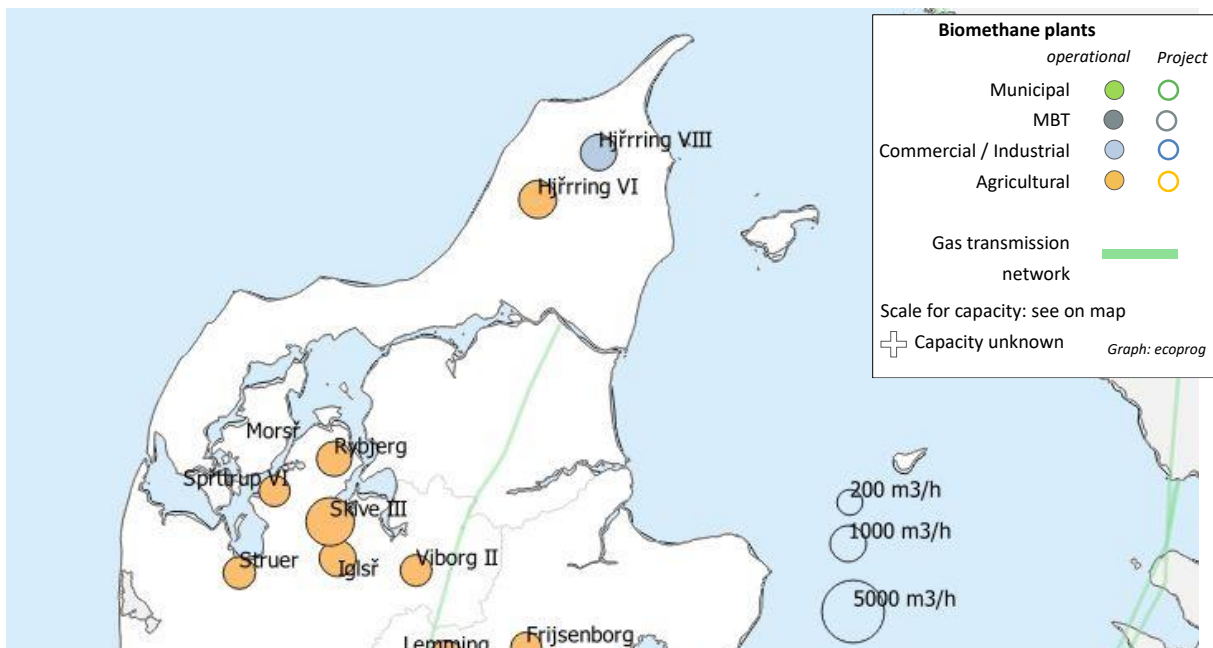 Biomethane plants
operational Project
Municipal
MBT
Commercial / Industrial
Agricultural
Gas transmission
network
Scale for capacity: see on map
Capacity unknown
Graph: ecoprog
Hjřrring VIII
Hjřrring VI
Morsř
Rybjerg
Spřttrup VI
Skive III
Struer
Iglsř
Viborg II
Lemming
Frijsenborg
200 m3/h
1000 m3/h
5000 m3/h